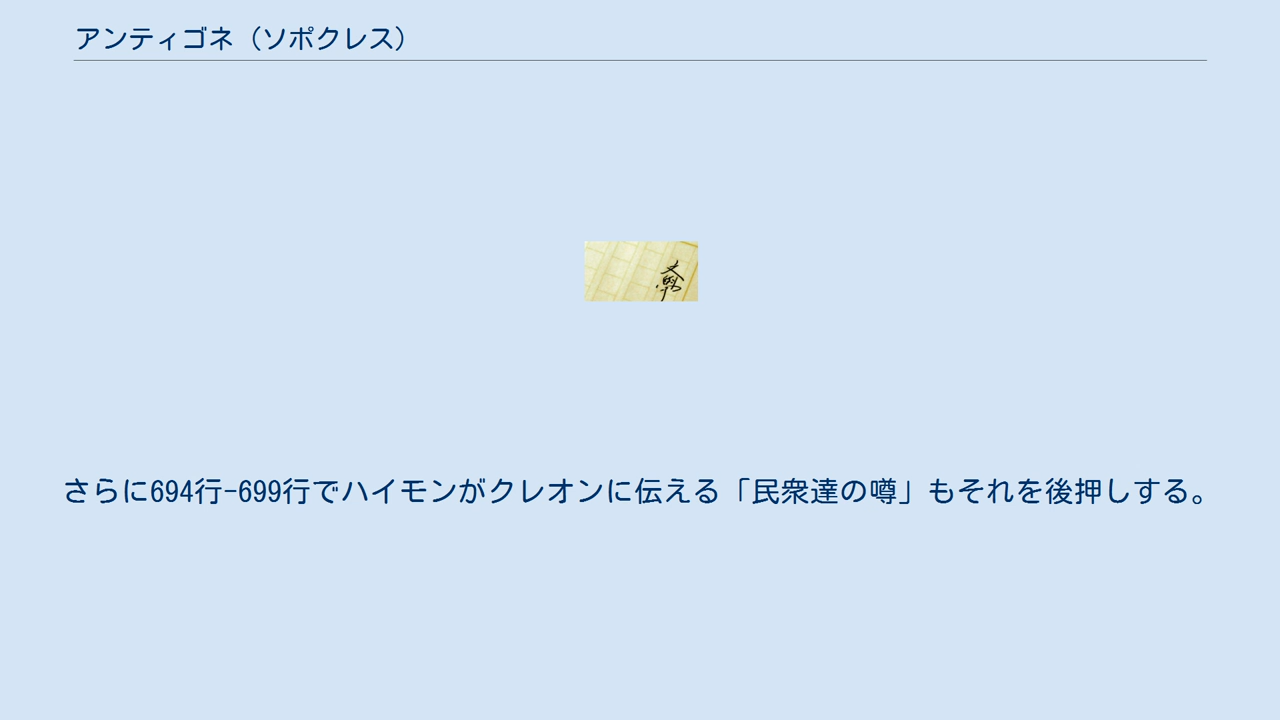 アンティゴネ（ソポクレス）
さらに694行-699行でハイモンがクレオンに伝える「民衆達の噂」もそれを後押しする。